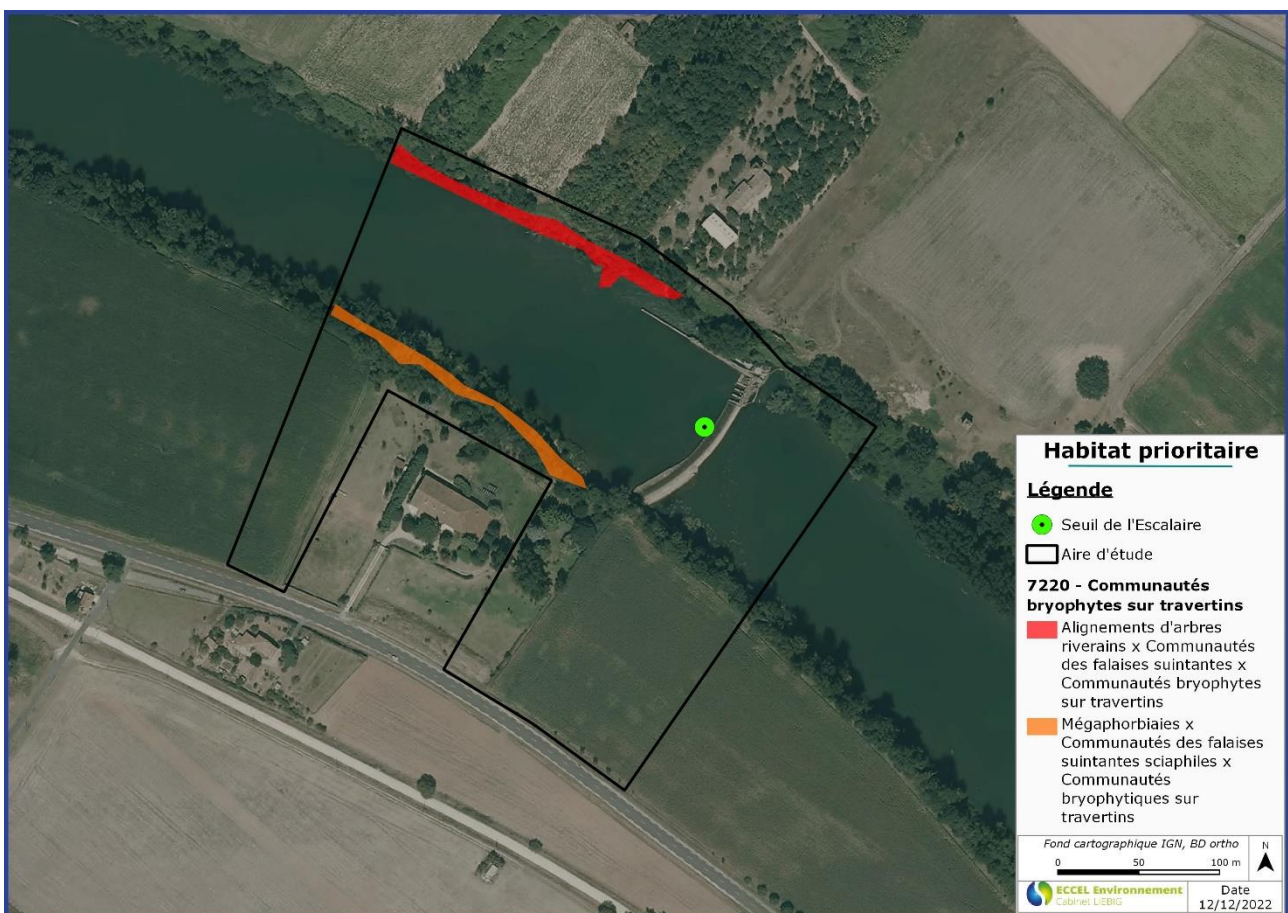 Habitat prioritaire
Légende
Seuil de l'Escalaire
Aire d'étude
7220 - Communautés
bryophytes sur travertins
Alignements d'arbres
riverains x Communautés
des falaises suintantes x
Communautés bryophytes
sur travertins
Mégaphorbiaies x
Communautés des falaises
suintantes sciaphiles x
Communautés
bryophytiques sur
travertins
Fond cartographique IGN, BD ortho
0 50 100 m
N
ECCEL Environnement
Cabinet LIEBIG
Date
12/12/2022